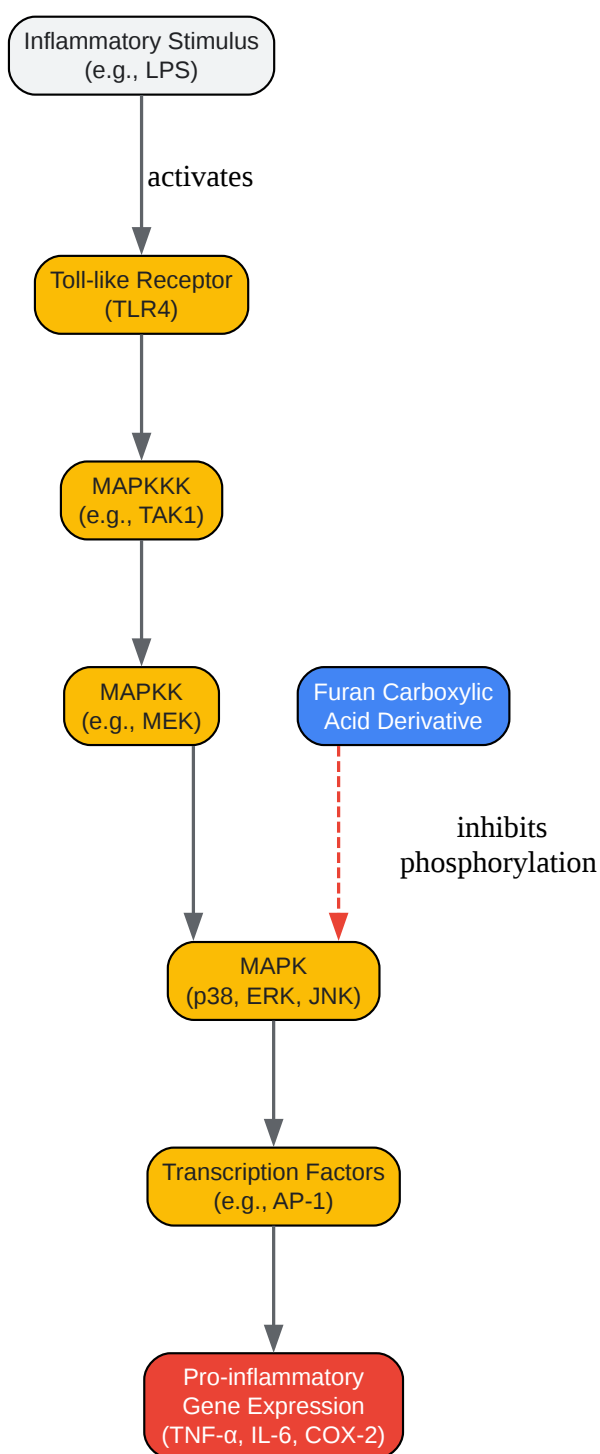 Inflammatory Stimulus
(e.g., LPS)
activates
Toll-like Receptor
(TLR4)
MAPKKK
(e.g., TAK1)
MAPKK
(e.g., MEK)
Furan Carboxylic
Acid Derivative
inhibits
phosphorylation
MAPK
(p38, ERK, JNK)
Transcription Factors
(e.g., AP-1)
Pro-inflammatory
Gene Expression
(TNF-α, IL-6, COX-2)